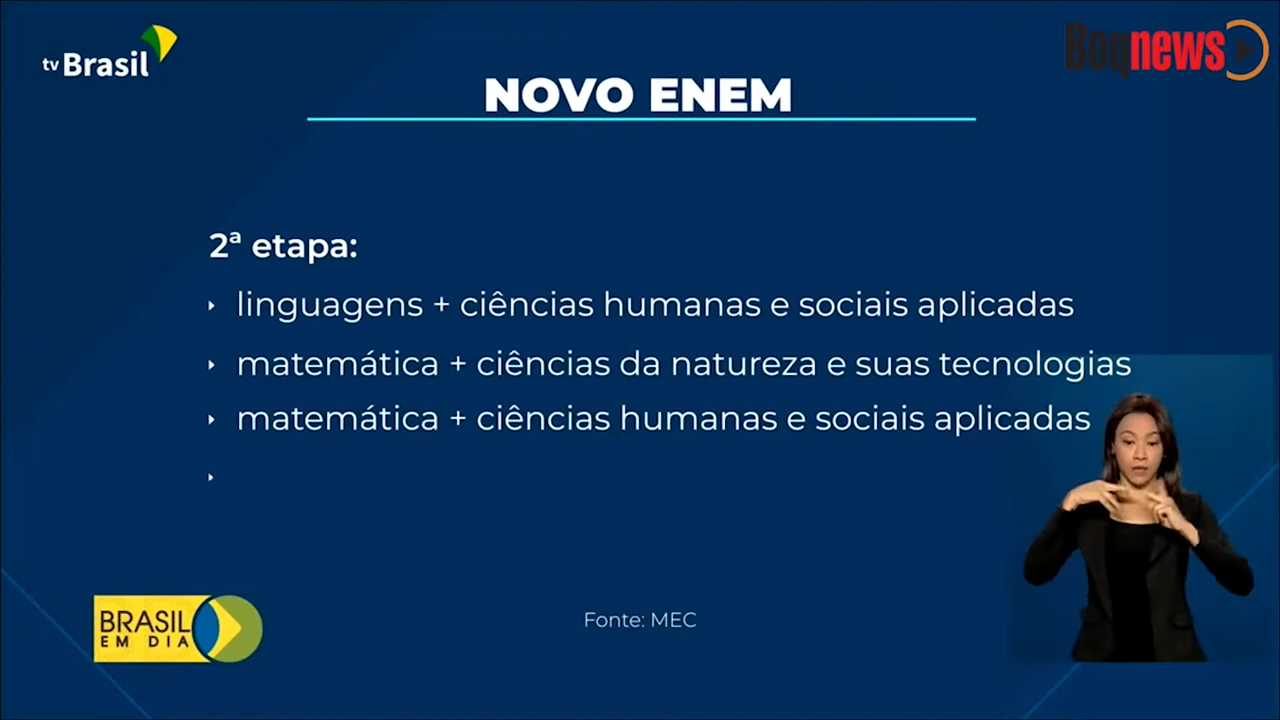 tv Brasil
Boqnews
NOVO ENEM
2ª etapa:
linguagens + ciências humanas e sociais aplicadas
matemática + ciências da natureza e suas tecnologias
matemática + ciências humanas e sociais aplicadas
BRASIL
EM DIA
Fonte: MEC